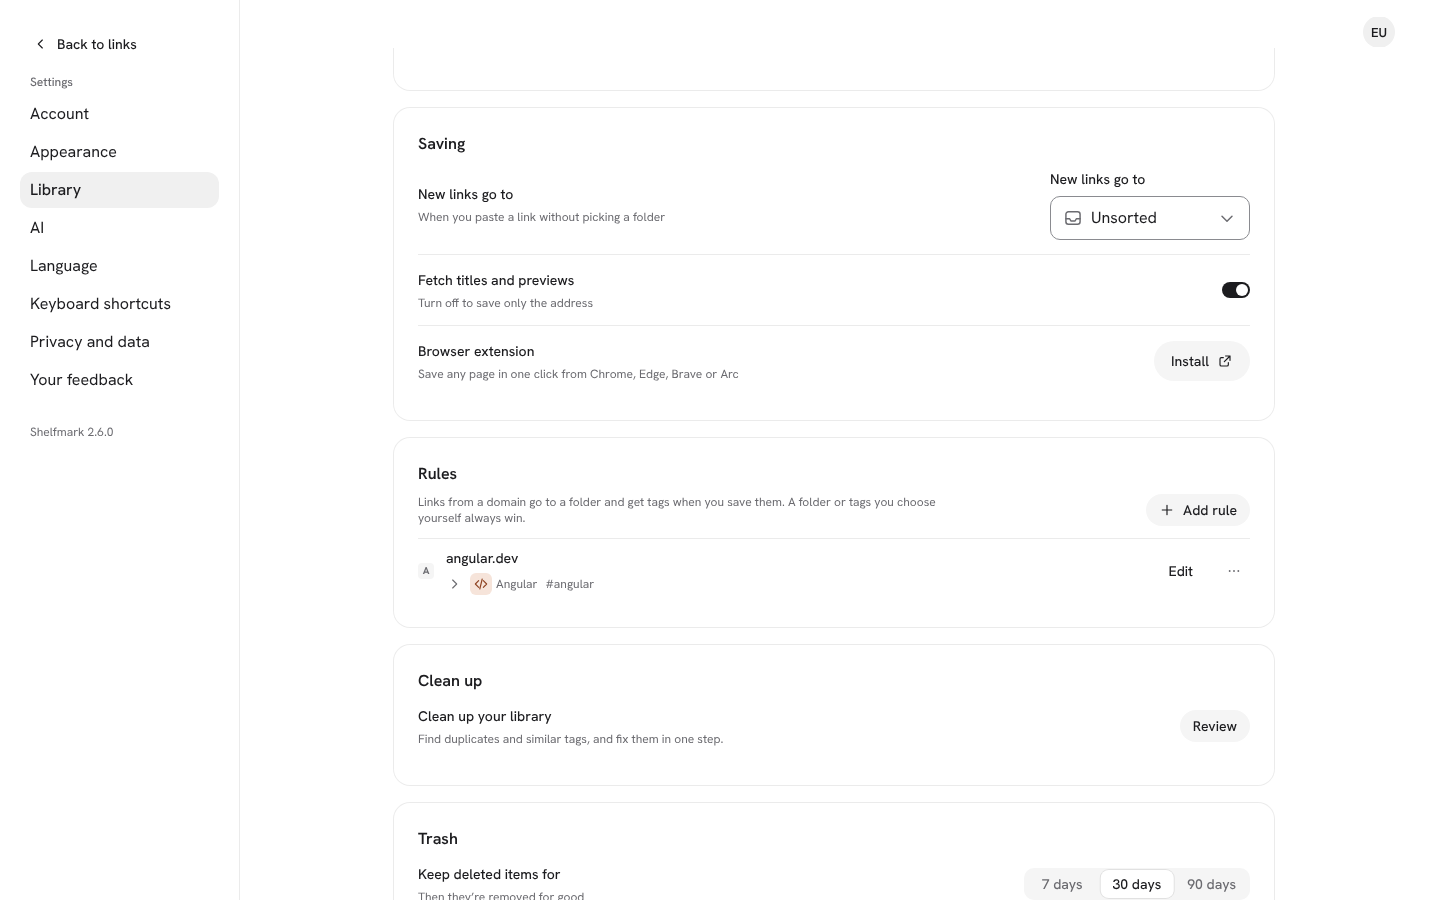 Back to links
Settings
Account
Appearance
Library
AI
Language
Keyboard shortcuts
Privacy and data
Your feedback
Shelfmark 2.6.0
EU
Saving
New links go to
When you paste a link without picking a folder
New links go to
Unsorted
Fetch titles and previews
Turn off to save only the address
Browser extension
Save any page in one click from Chrome, Edge, Brave or Arc
Install
Rules
Links from a domain go to a folder and get tags when you save them. A folder or tags you choose
yourself always win.
Add rule
A
angular.dev
Angular #angular
Edit
Clean up
Clean up your library
Find duplicates and similar tags, and fix them in one step.
Review
Trash
Keep deleted items for
Then they’re removed for good
7 days 30 days 90 days